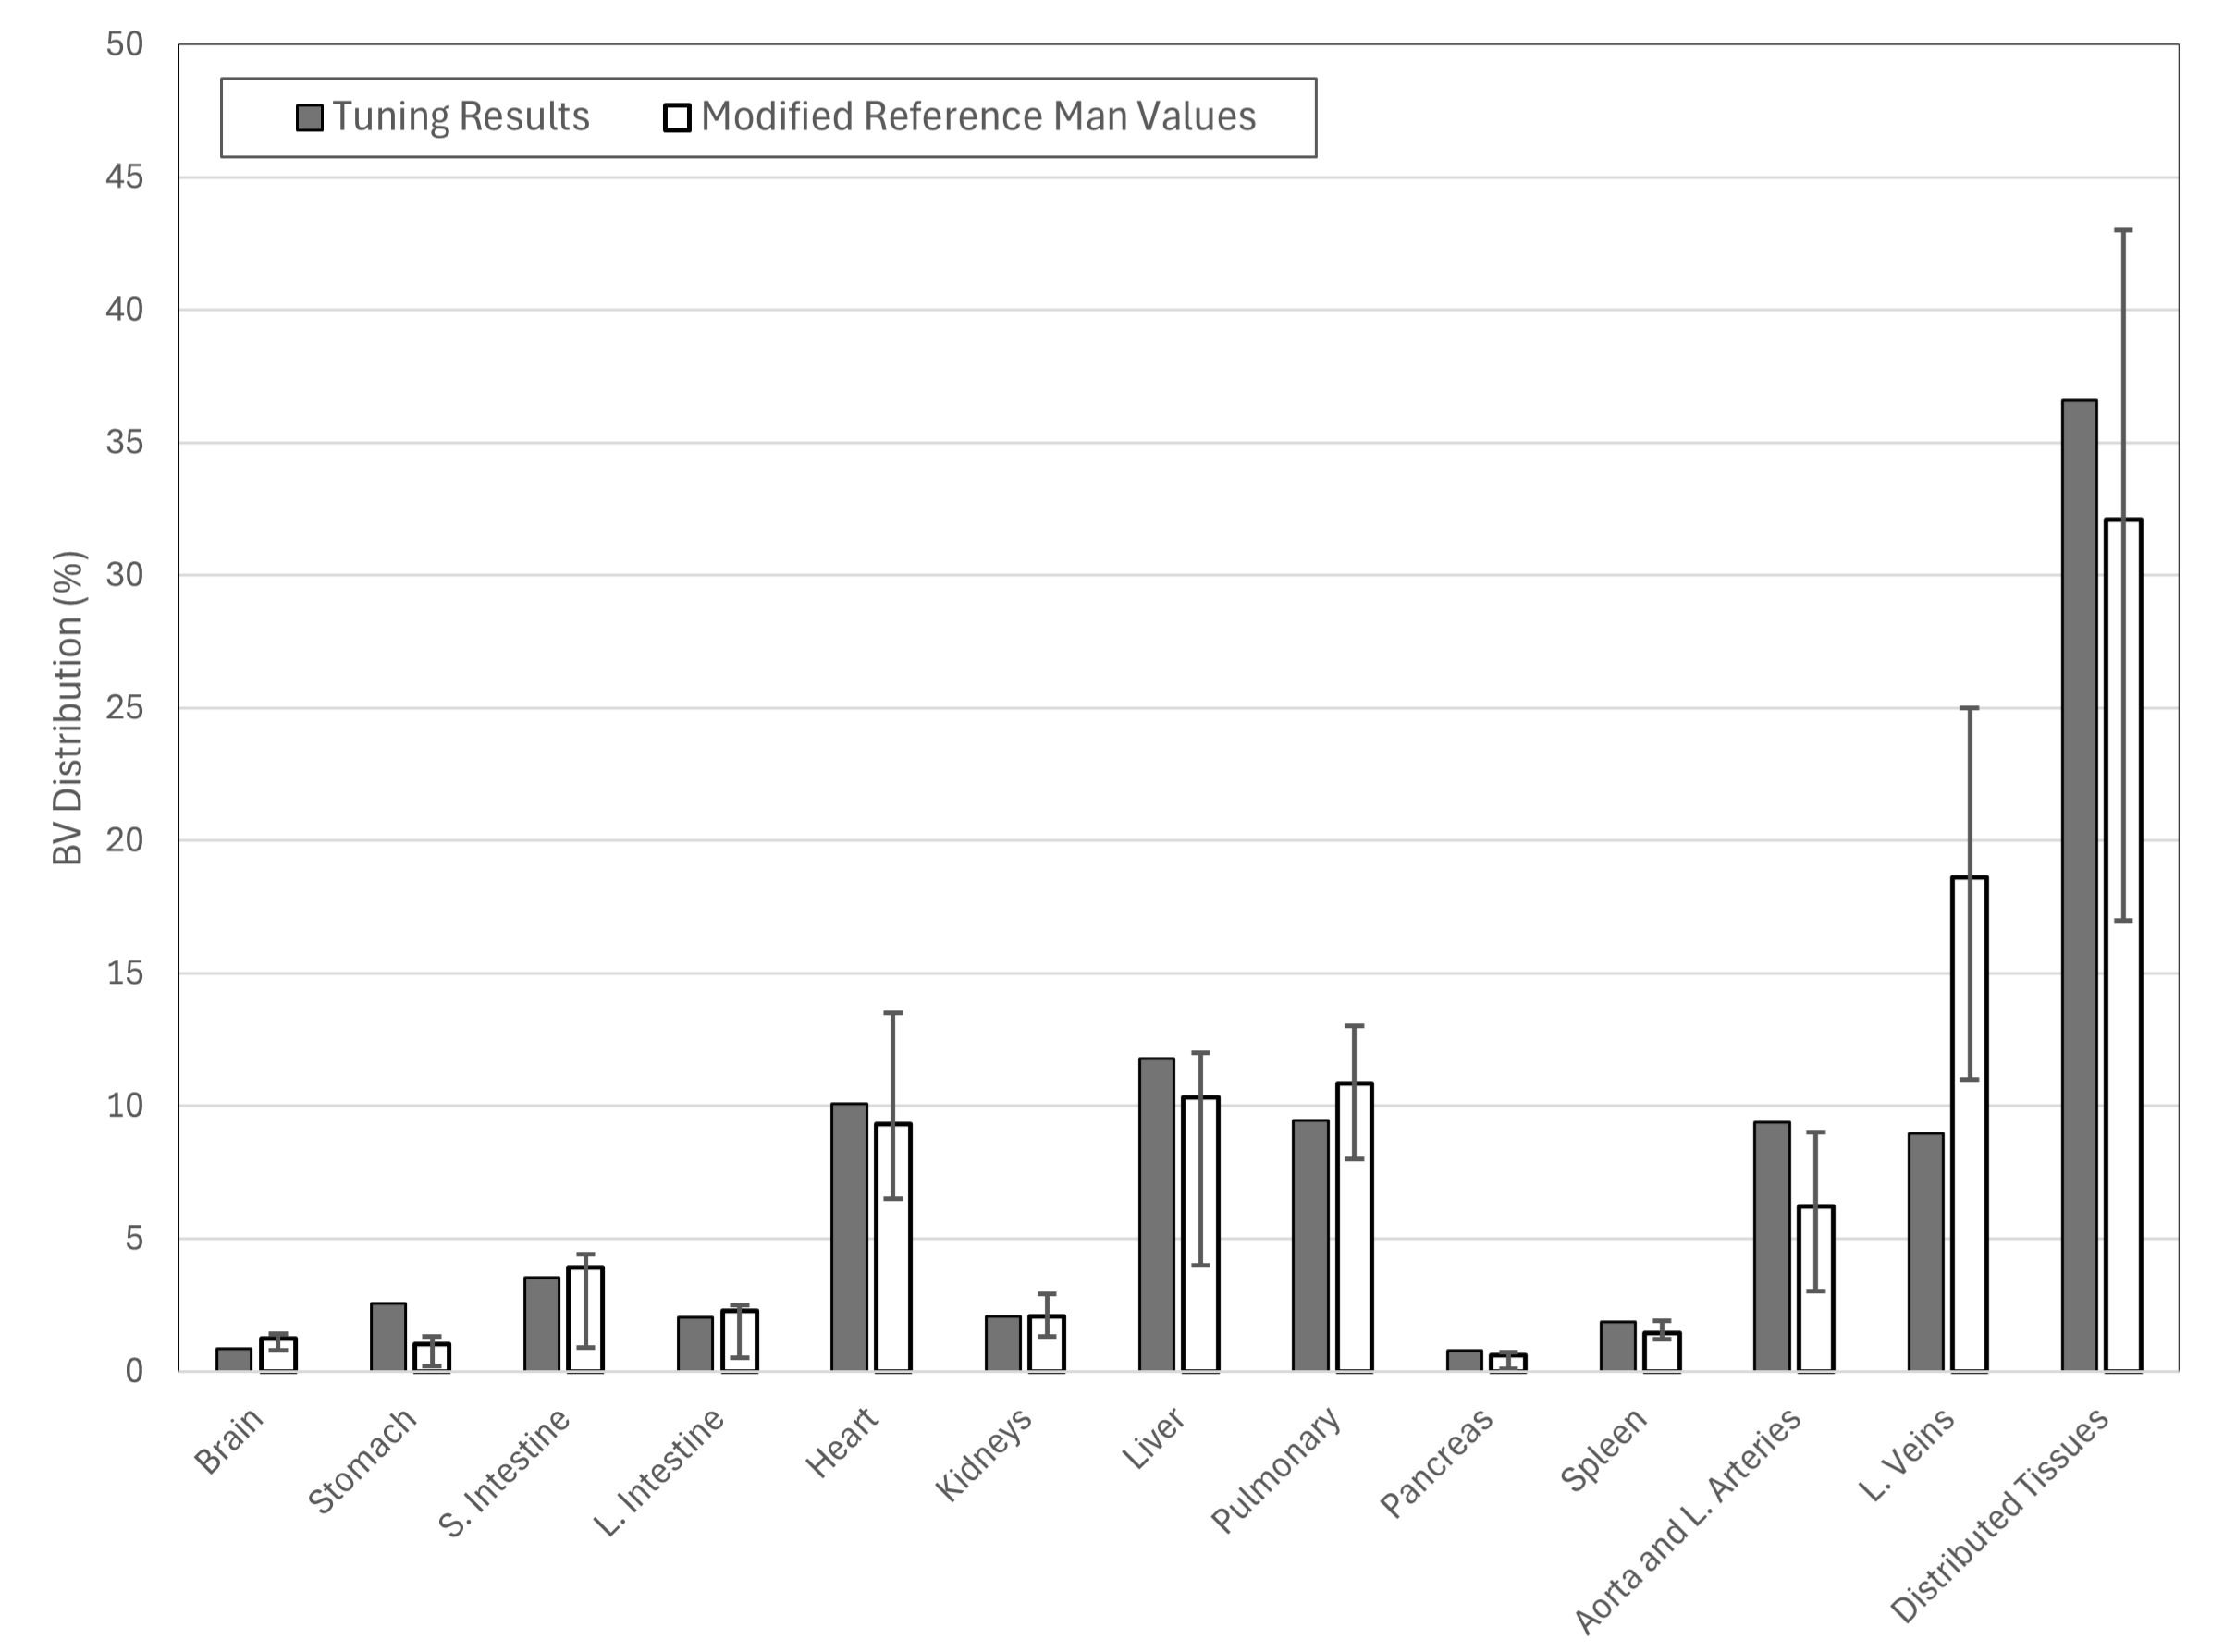 50
Tuning Results Modified Reference Man Values
45
40
35
30
25
20
15
10
5
0
BV Distribution (%)
Brain
Stomach
S. Intestine
L. Intestine
Heart
Kidneys
Liver
Pulmonary
Pancreas
Spleen
Aorta and L. Arteries
L. Veins
Distributed Tissues